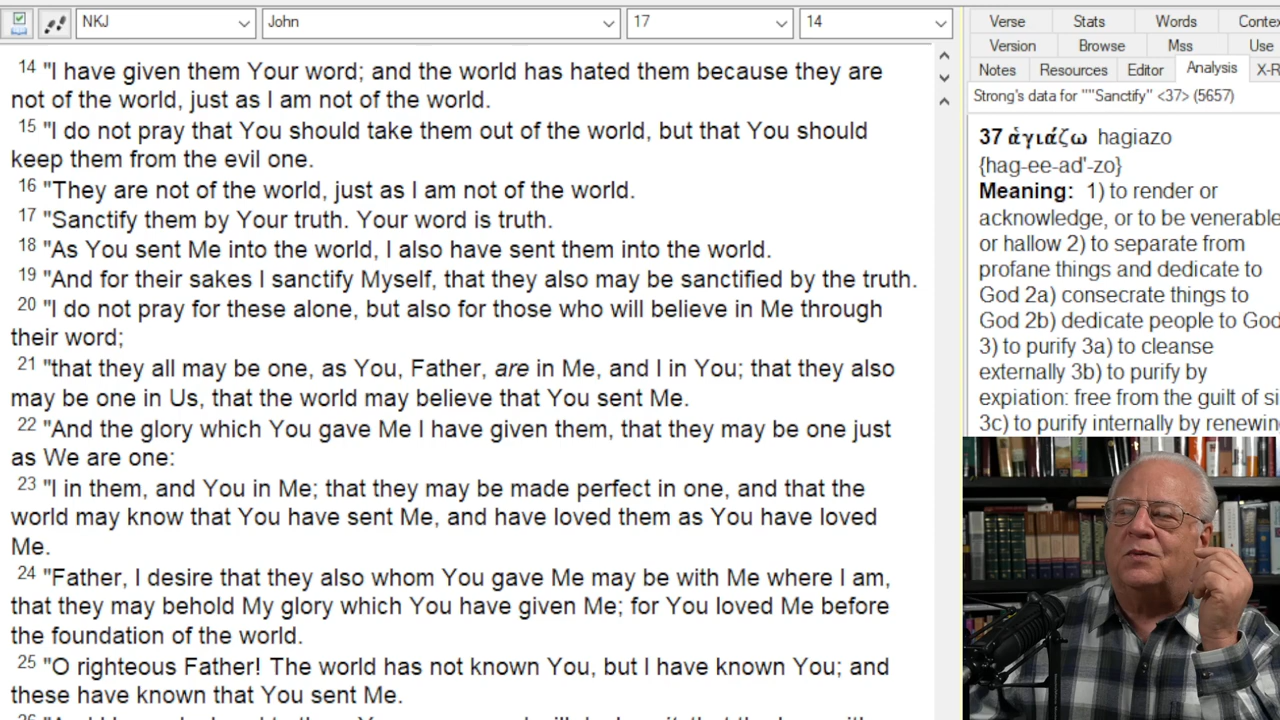 NKJ John 17 14
14 "I have given them Your word; and the world has hated them because they are
not of the world, just as I am not of the world.
15 "I do not pray that You should take them out of the world, but that You should
keep them from the evil one.
16 "They are not of the world, just as I am not of the world.
17 "Sanctify them by Your truth. Your word is truth.
18 "As You sent Me into the world, I also have sent them into the world.
19 "And for their sakes I sanctify Myself, that they also may be sanctified by the truth.
20 "I do not pray for these alone, but also for those who will believe in Me through
their word;
21 "that they all may be one, as You, Father, are in Me, and I in You; that they also
may be one in Us, that the world may believe that You sent Me.
22 "And the glory which You gave Me I have given them, that they may be one just
as We are one:
23 "I in them, and You in Me; that they may be made perfect in one, and that the
world may know that You have sent Me, and have loved them as You have loved
Me.
24 "Father, I desire that they also whom You gave Me may be with Me where I am,
that they may behold My glory which You have given Me; for You loved Me before
the foundation of the world.
25 "O righteous Father! The world has not known You, but I have known You; and
these have known that You sent Me.
Verse Stats Words Contex
Version Browse Mss Use
Notes Resources Editor Analysis X-R
Strong's data for ""Sanctify" <37> (5657)
37 ἁγιάζω hagiazo
{hag-ee-ad'-zo}
Meaning: 1) to render or
acknowledge, or to be venerable
or hallow 2) to separate from
profane things and dedicate to
God 2a) consecrate things to
God 2b) dedicate people to God
3) to purify 3a) to cleanse
externally 3b) to purify by
expiation: free from the guilt of si
3c) to purify internally by renewin